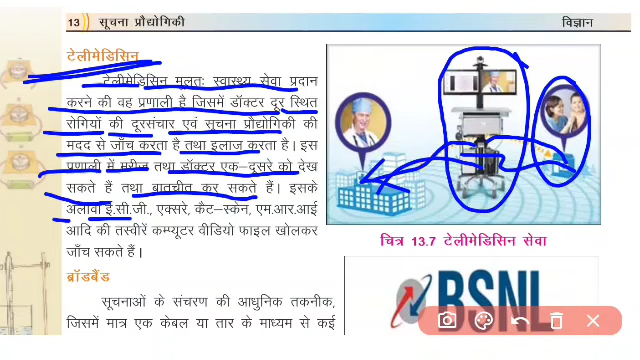 13 सूचना प्रौद्योगिकी विज्ञान
टेलीमेडिसिन
टेलीमेडिसिन मूलतः स्वास्थ्य सेवा प्रदान
करने की वह प्रणाली है जिसमें डॉक्टर दूर स्थित
रोगियों की दूरसंचार एवं सूचना प्रौद्योगिकी की
मदद से जाँच करता है तथा इलाज करता है। इस
प्रणाली में मरीज तथा डॉक्टर एक-दूसरे को देख
सकते हैं तथा बातचीत कर सकते हैं। इसके
अलावा ई.सी.जी., एक्सरे, कैट-स्केन, एम.आर.आई
आदि की तस्वीरें कम्प्यूटर वीडियो फाइल खोलकर
जाँच सकते हैं।
चित्र 13.7 टेलीमेडिसिन सेवा
ब्रॉडबैंड
सूचनाओं के संचरण की आधुनिक तकनीक,
जिसमें मात्र एक केबल या तार के माध्यम से कई
BSNL